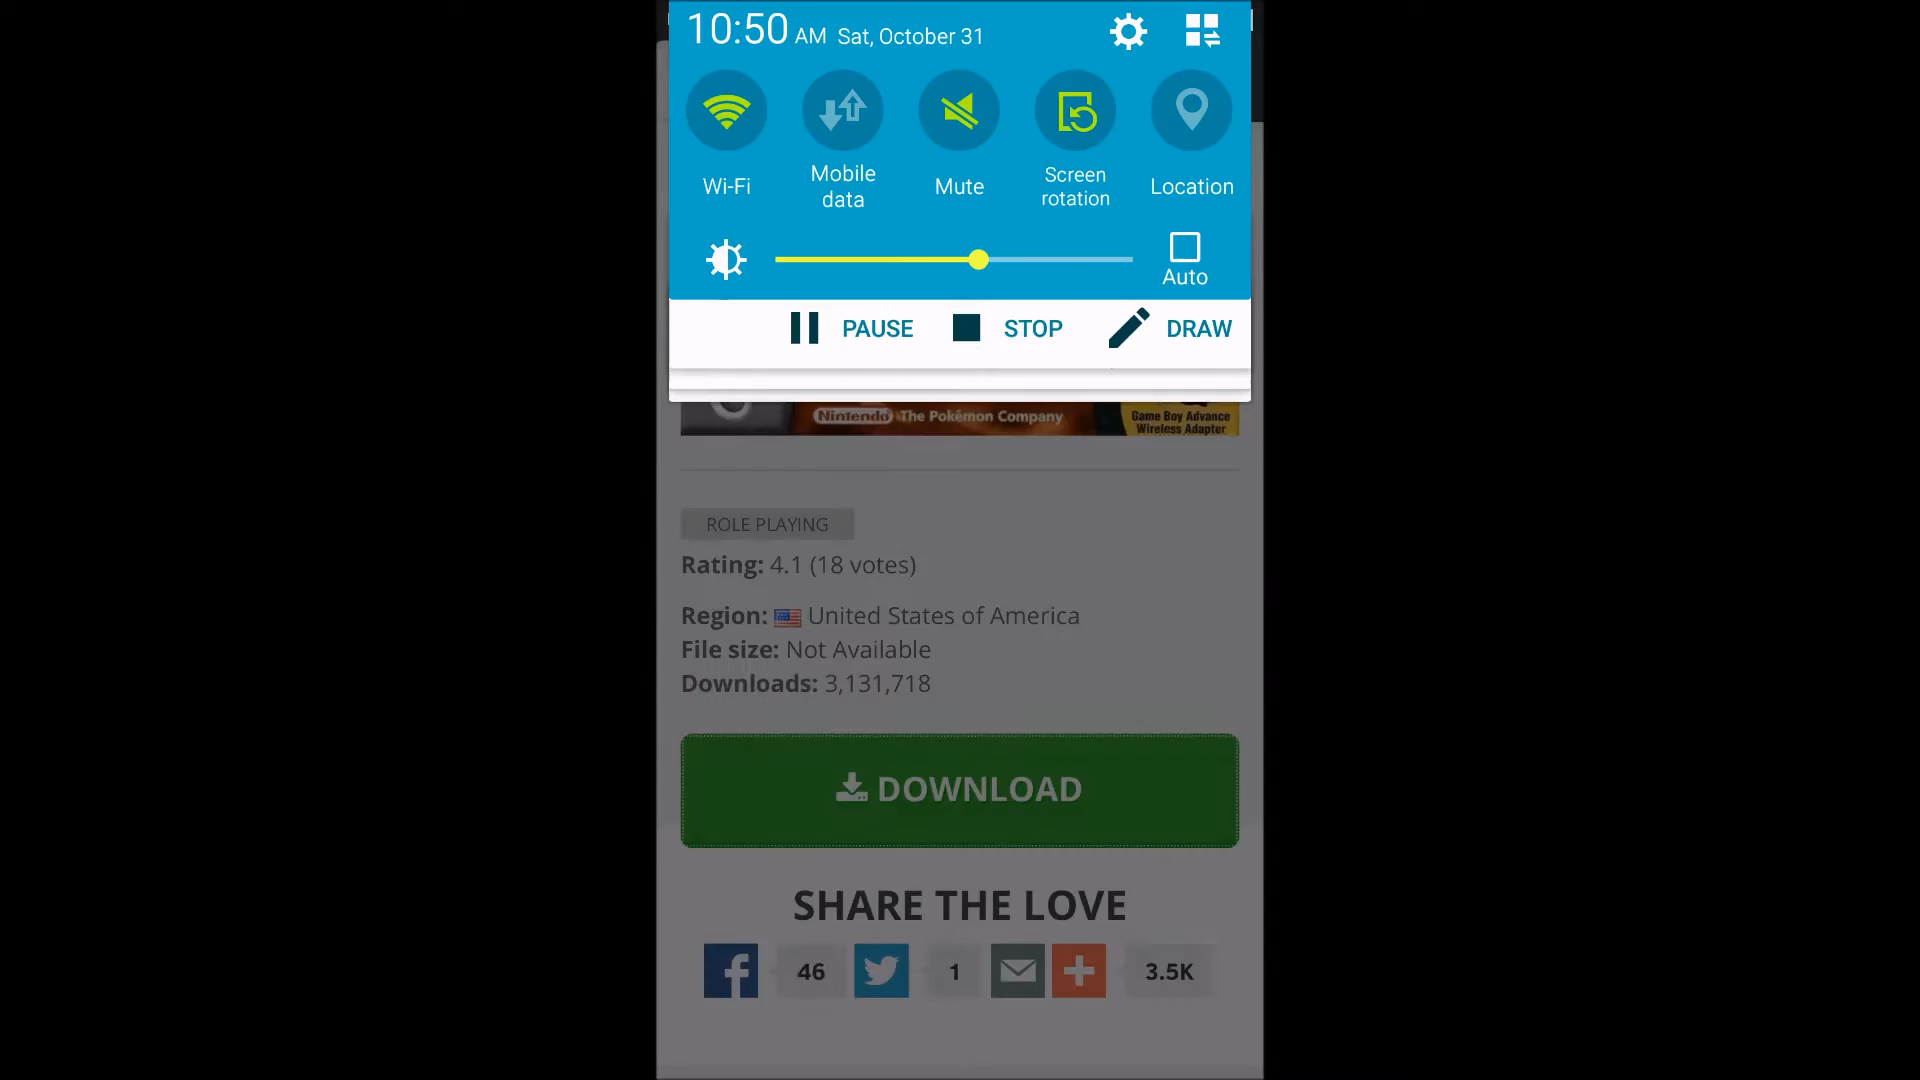 10:50 AM Sat, October 31
Wi-Fi
Mobile data
Mute
Screen rotation
Location
Auto
PAUSE STOP DRAW
Nintendo The Pokémon Company
Game Boy Advance
Wireless Adapter
ROLE PLAYING
Rating: 4.1 (18 votes)
Region: United States of America
File size: Not Available
Downloads: 3,131,718
DOWNLOAD
SHARE THE LOVE
46 1 3.5K